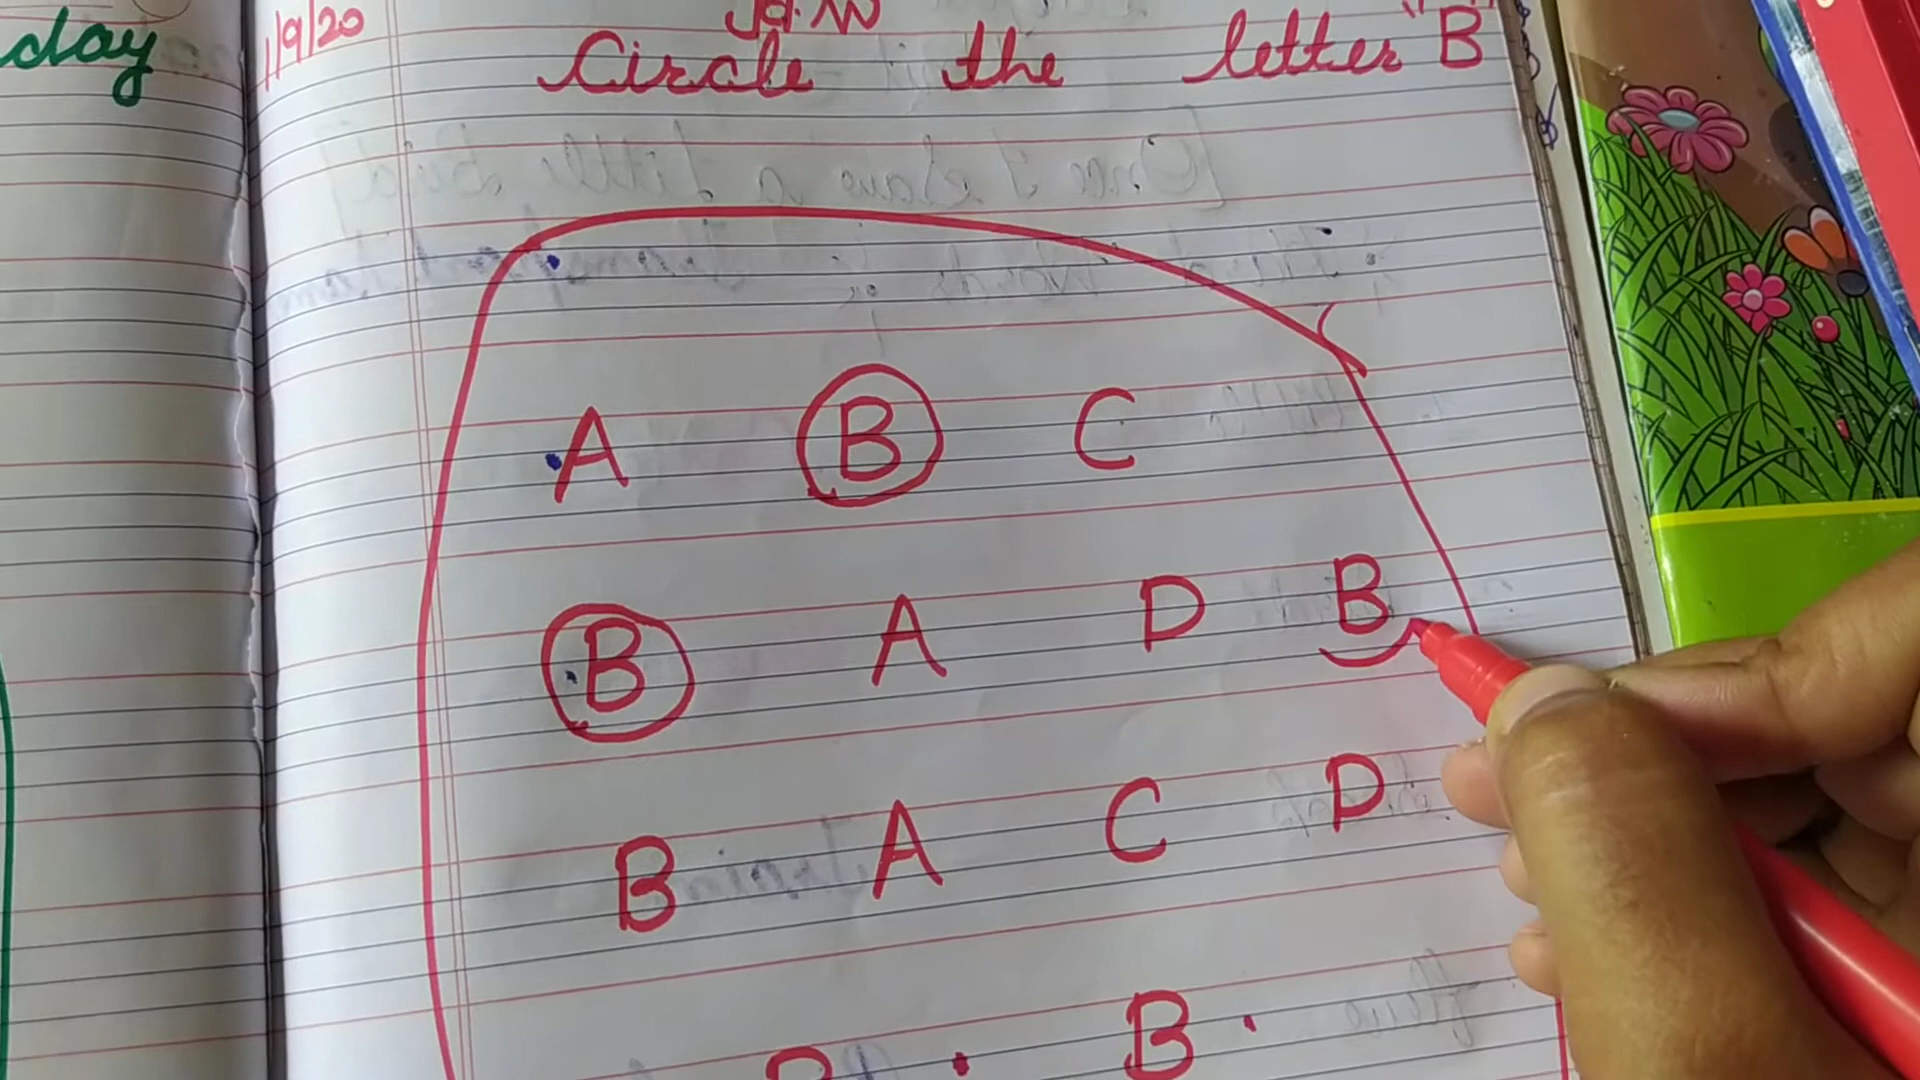 day
1/9/20
Circle the letter "B"
A B C
B A D B
B A C D
B